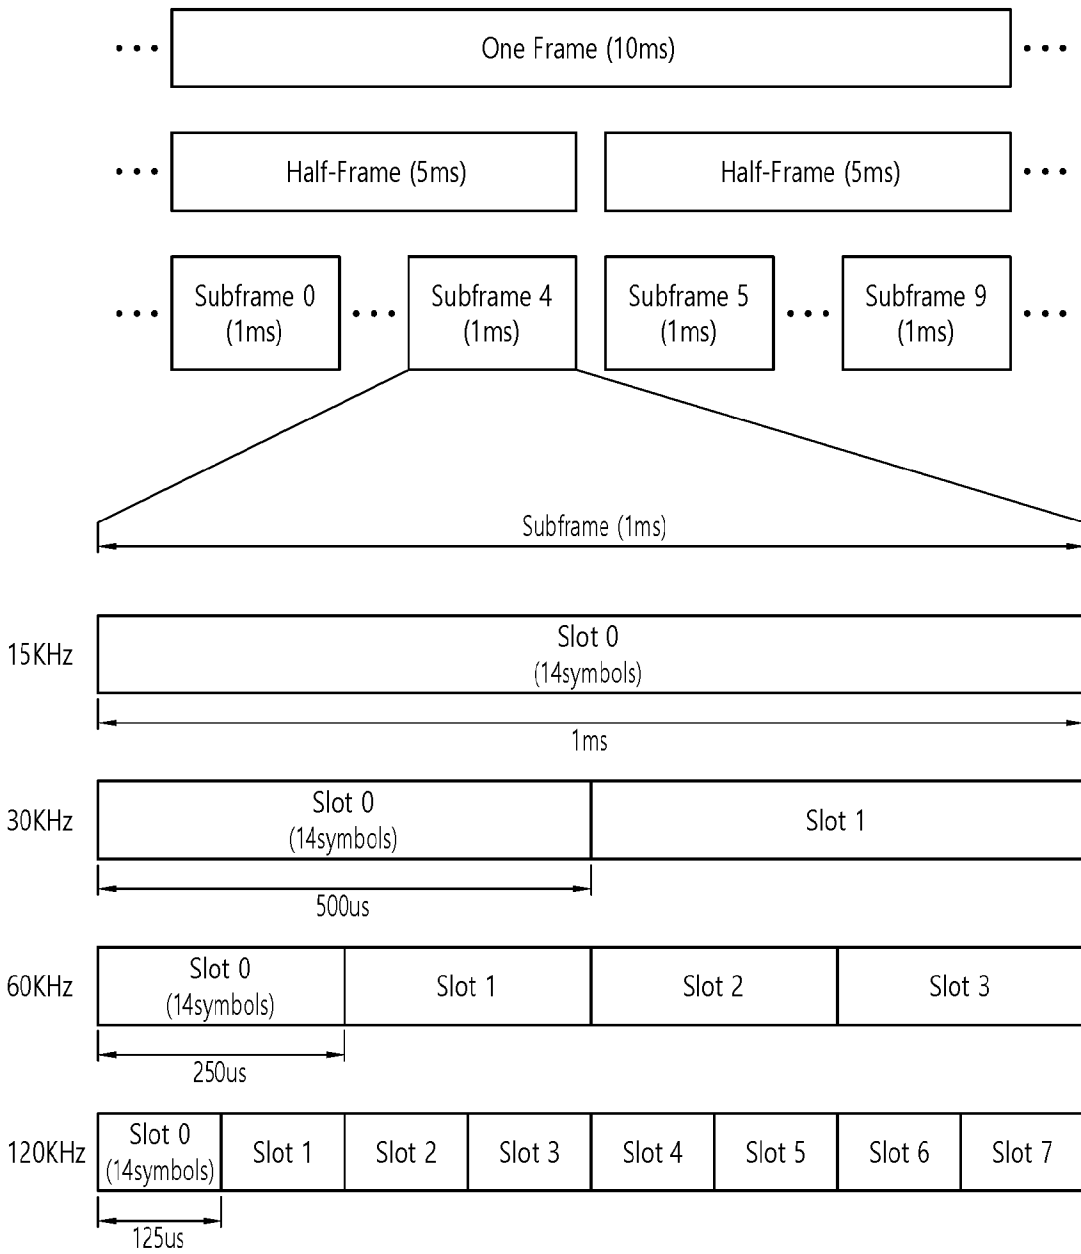 One Frame (10ms)
Half-Frame (5ms)
Half-Frame (5ms)
Subframe 0
(1ms)
Subframe 4
(1ms)
Subframe 5
(1ms)
Subframe 9
(1ms)
Subframe (1ms)
15KHz
Slot 0
(14symbols)
1ms
30KHz
Slot 0
(14symbols)
Slot 1
500us
60KHz
Slot 0
(14symbols)
Slot 1
Slot 2
Slot 3
250us
120KHz
Slot 0
(14symbols)
Slot 1
Slot 2
Slot 3
Slot 4
Slot 5
Slot 6
Slot 7
125us